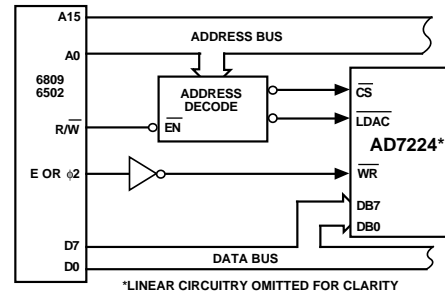 A15
ADDRESS BUS
A0
6809
6502
ADDRESS
DECODE
CS
LDAC
R/W
EN
AD7224*
E OR ϕ2
WR
DB7
DB0
D7
DATA BUS
D0
*LINEAR CIRCUITRY OMITTED FOR CLARITY